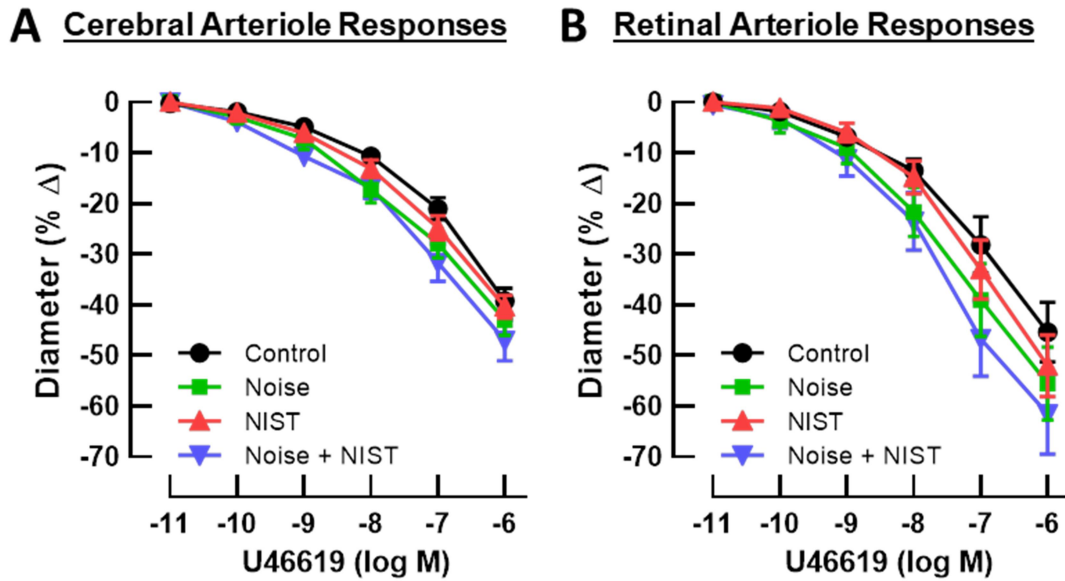 A Cerebral Arteriole Responses
Diameter (% Δ)
0
-10
-20
-30
-40
-50
-60
-70
Control
Noise
NIST
Noise + NIST
-11 -10 -9 -8 -7 -6
U46619 (log M)
B Retinal Arteriole Responses
Diameter (% Δ)
0
-10
-20
-30
-40
-50
-60
-70
Control
Noise
NIST
Noise + NIST
-11 -10 -9 -8 -7 -6
U46619 (log M)